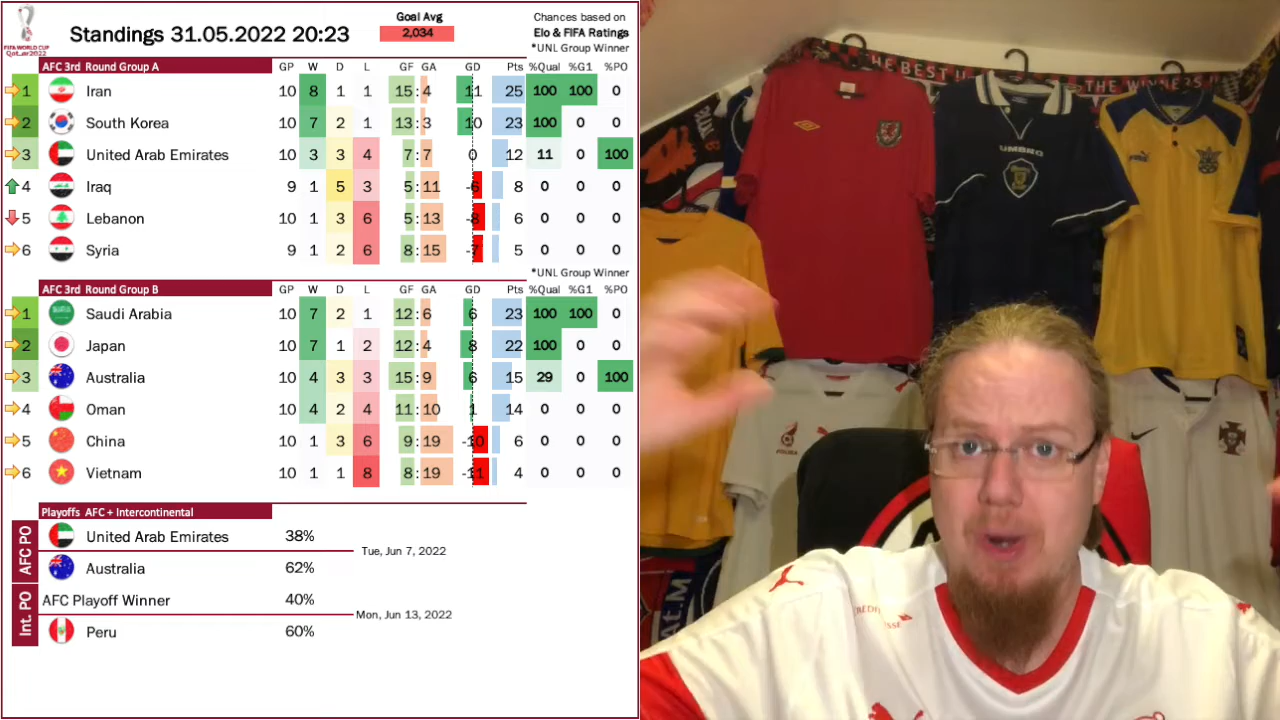 FIFA WORLD CUP
Qatar2022
Standings 31.05.2022 20:23
Goal Avg
2,034
Chances based on
Elo & FIFA Ratings
*UNL Group Winner
AFC 3rd Round Group A GP W D L GF GA GD Pts %Qual %G1 %PO
1 Iran 10 8 1 1 15 : 4 11 25 100 100 0
2 South Korea 10 7 2 1 13 : 3 10 23 100 0 0
3 United Arab Emirates 10 3 3 4 7 : 7 0 12 11 0 100
4 Iraq 9 1 5 3 5 : 11 -6 8 0 0 0
5 Lebanon 10 1 3 6 5 : 13 -8 6 0 0 0
6 Syria 9 1 2 6 8 : 15 -7 5 0 0 0
*UNL Group Winner
AFC 3rd Round Group B GP W D L GF GA GD Pts %Qual %G1 %PO
1 Saudi Arabia 10 7 2 1 12 : 6 6 23 100 100 0
2 Japan 10 7 1 2 12 : 4 8 22 100 0 0
3 Australia 10 4 3 3 15 : 9 6 15 29 0 100
4 Oman 10 4 2 4 11 : 10 1 14 0 0 0
5 China 10 1 3 6 9 : 19 -10 6 0 0 0
6 Vietnam 10 1 1 8 8 : 19 -11 4 0 0 0
Playoffs AFC + Intercontinental
AFC PO
United Arab Emirates 38%
Tue, Jun 7, 2022
Australia 62%
Int. PO
AFC Playoff Winner 40%
Mon, Jun 13, 2022
Peru 60%
THE BEST
THE WINNERS
UMBRO
POLSKA
At.M